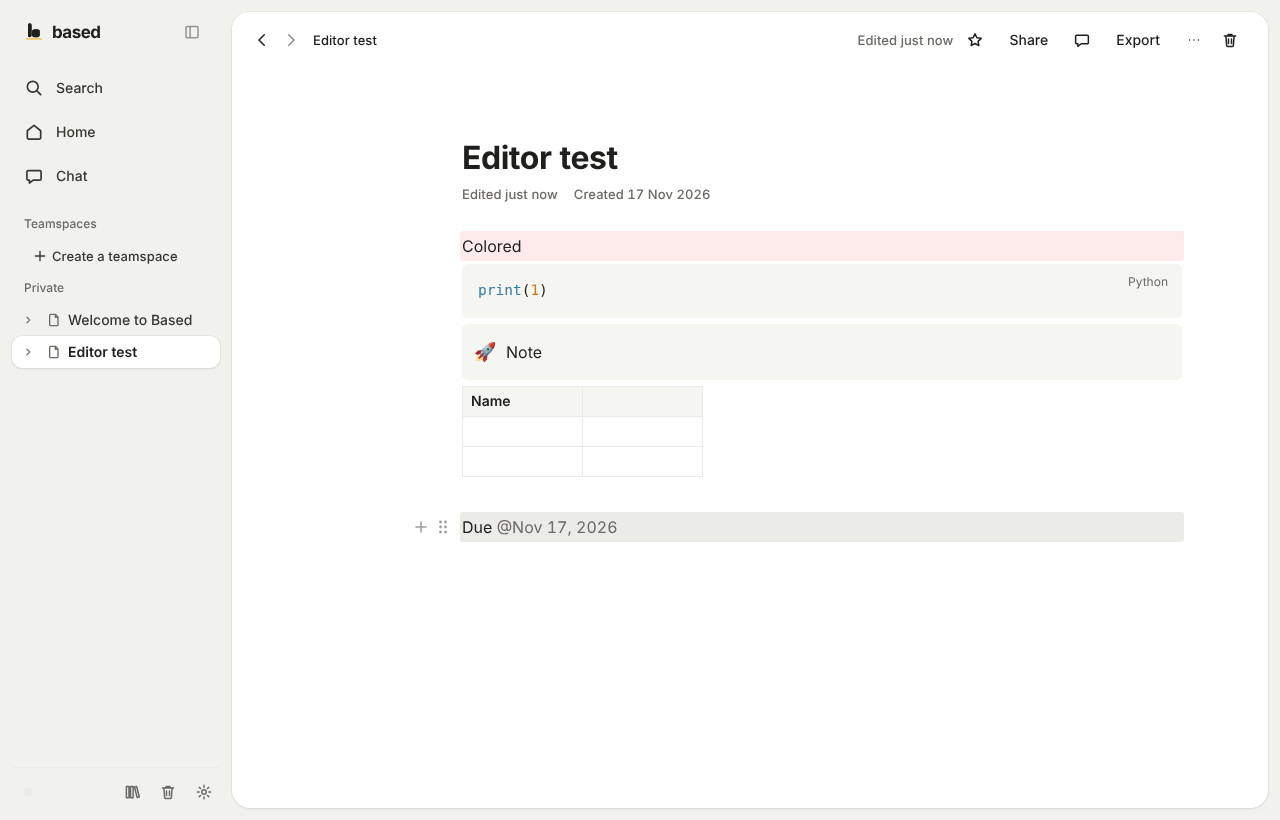 based
Search
Home
Chat
Teamspaces
Create a teamspace
Private
Welcome to Based
Editor test
Editor test
Edited just now
Share
Export
Editor test
Edited just now Created 17 Nov 2026
Colored
print(1)
Python
🚀 Note
Name
Due @Nov 17, 2026